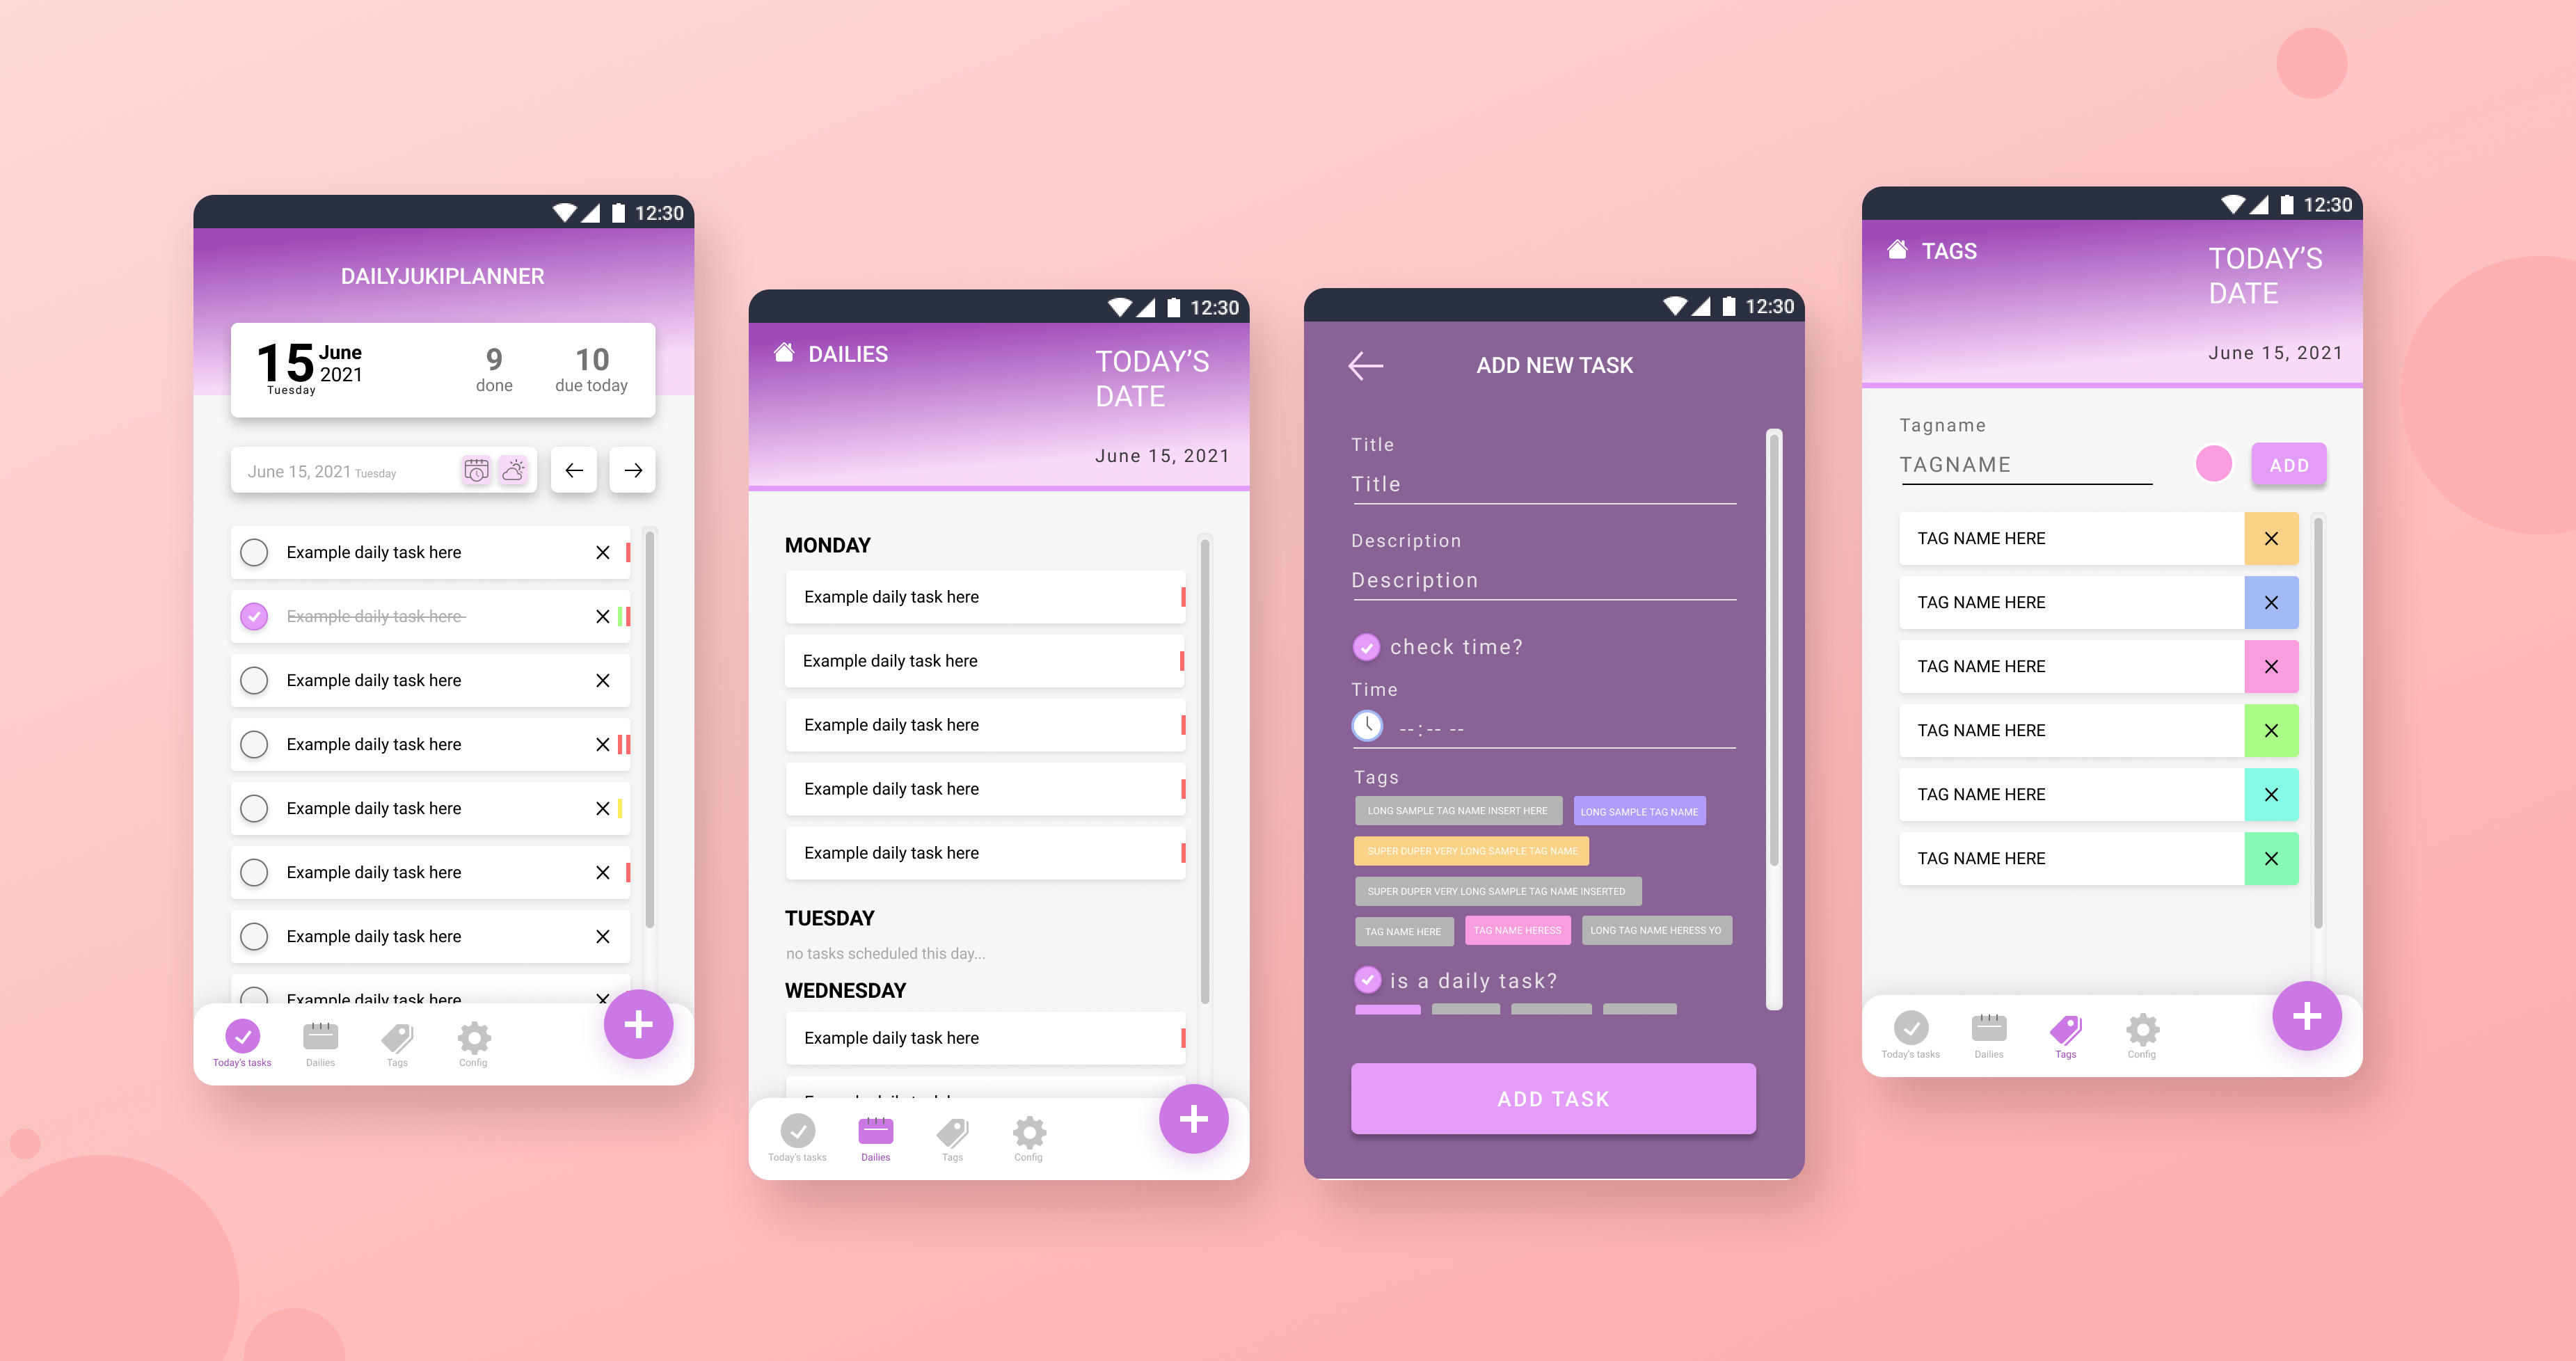 12:30
DAILYJUKIPLANNER
15 June
2021
Tuesday
9
done
10
due today
June 15, 2021 Tuesday
Example daily task here
Example daily task here
Example daily task here
Example daily task here
Example daily task here
Example daily task here
Example daily task here
Example daily task here
Today's tasks
Dailies
Tags
Config
12:30
DAILIES
TODAY'S
DATE
June 15, 2021
MONDAY
Example daily task here
Example daily task here
Example daily task here
Example daily task here
Example daily task here
TUESDAY
no tasks scheduled this day...
WEDNESDAY
Example daily task here
Today's tasks
Dailies
Tags
Config
12:30
ADD NEW TASK
Title
Title
Description
Description
check time?
Time
--:-- --
Tags
LONG SAMPLE TAG NAME INSERT HERE
LONG SAMPLE TAG NAME
SUPER DUPER VERY LONG SAMPLE TAG NAME
SUPER DUPER VERY LONG SAMPLE TAG NAME INSERTED
TAG NAME HERE
TAG NAME HERESS
LONG TAG NAME HERESS YO
is a daily task?
ADD TASK
12:30
TAGS
TODAY'S
DATE
June 15, 2021
Tagname
TAGNAME
ADD
TAG NAME HERE
TAG NAME HERE
TAG NAME HERE
TAG NAME HERE
TAG NAME HERE
TAG NAME HERE
Today's tasks
Dailies
Tags
Config